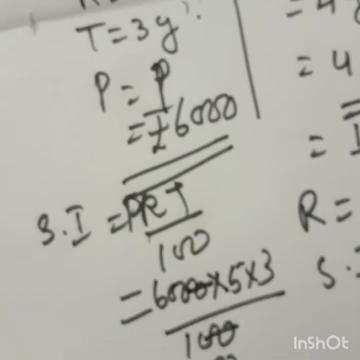 T = 3y
P = P
= £6000
S.I = PRT
100
= 6000×5×3
100
= 4
= 4
=
R =
S.
InShOt